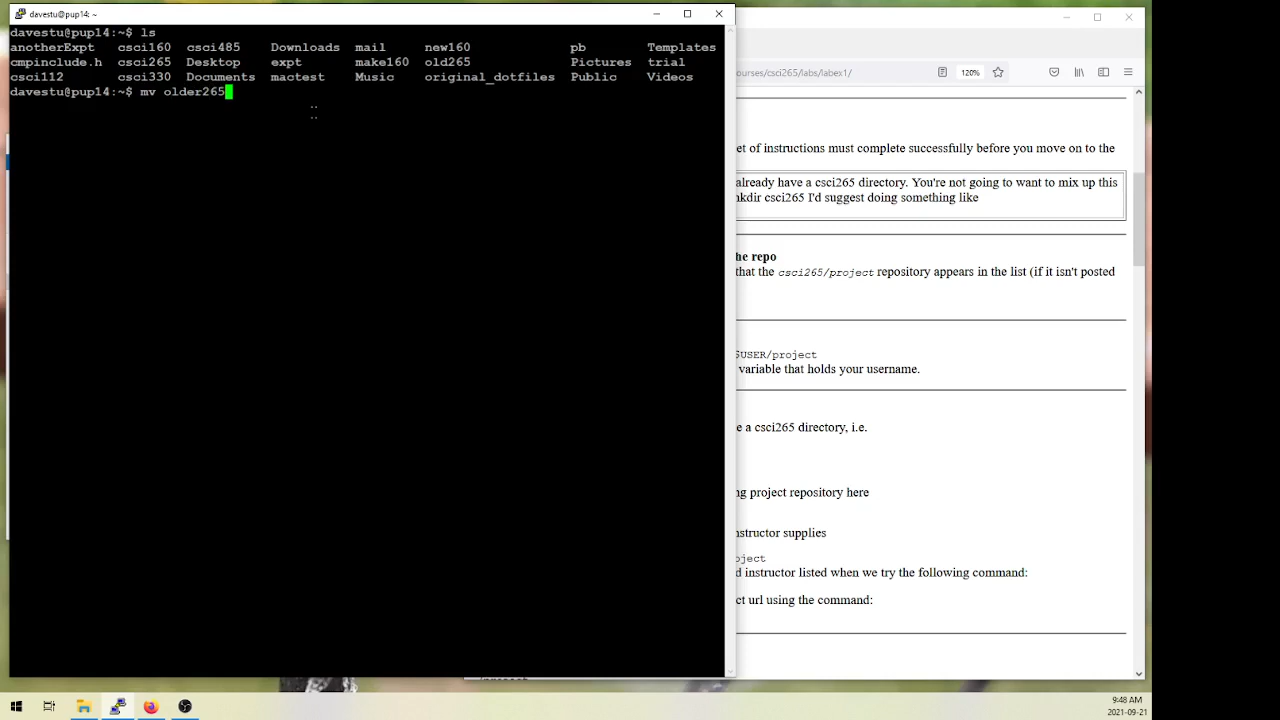 davestu@pup14: ~
davestu@pup14:~$ ls
anotherExpt csci160 csci485 Downloads mail new160 pb Templates
cmpinclude.h csci265 Desktop expt make160 old265 Pictures trial
csci112 csci330 Documents mactest Music original_dotfiles Public Videos
davestu@pup14:~$ mv older265
ourses/csci265/labs/labex1/
120%
et of instructions must complete successfully before you move on to the
already have a csci265 directory. You're not going to want to mix up this
nkdir csci265 I'd suggest doing something like
he repo
that the csci265/project repository appears in the list (if it isn't posted
$USER/project
variable that holds your username.
e a csci265 directory, i.e.
ng project repository here
nstructor supplies
oject
d instructor listed when we try the following command:
ct url using the command:
/project
9:48 AM
2021-09-21